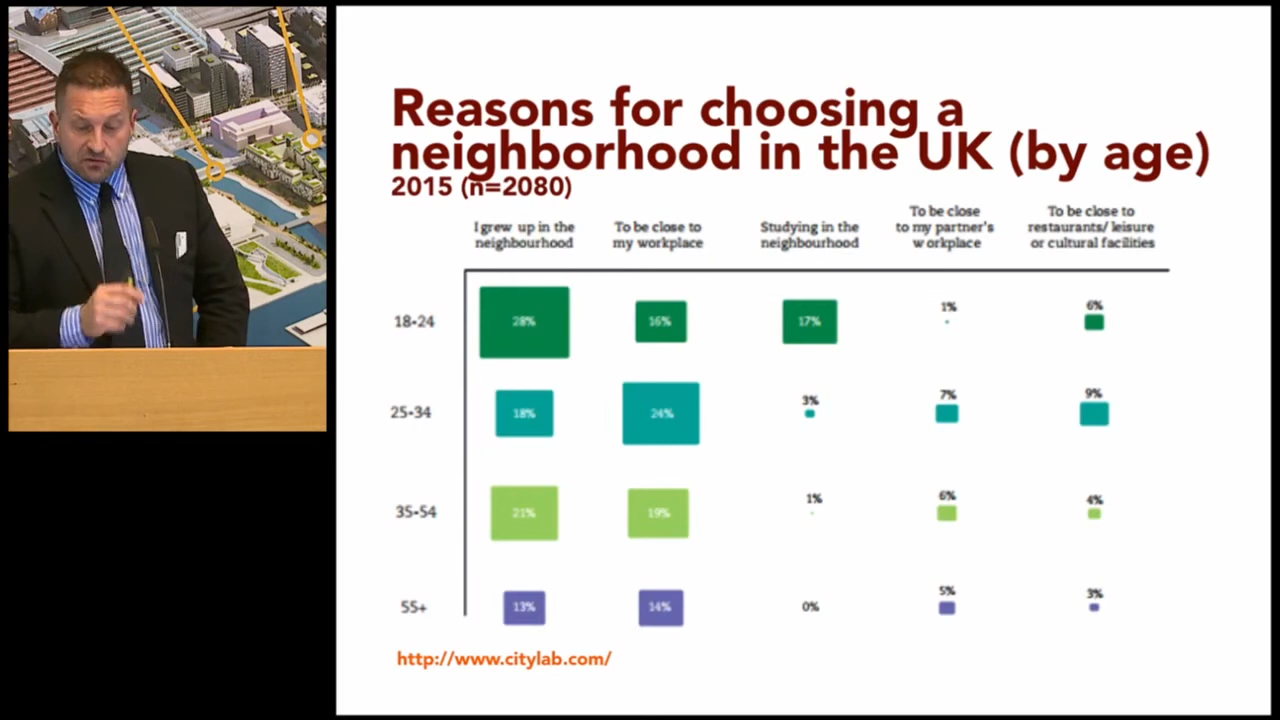 Reasons for choosing a
neighborhood in the UK (by age)
2015 (n=2080)
I grew up in the
neighbourhood
To be close to
my workplace
Studying in the
neighbourhood
To be close
to my partner's
workplace
To be close to
restaurants/ leisure
or cultural facilities
18-24
28%
16%
17%
1%
6%
25-34
18%
24%
3%
7%
9%
35-54
21%
19%
1%
6%
4%
55+
13%
14%
0%
5%
3%
http://www.citylab.com/